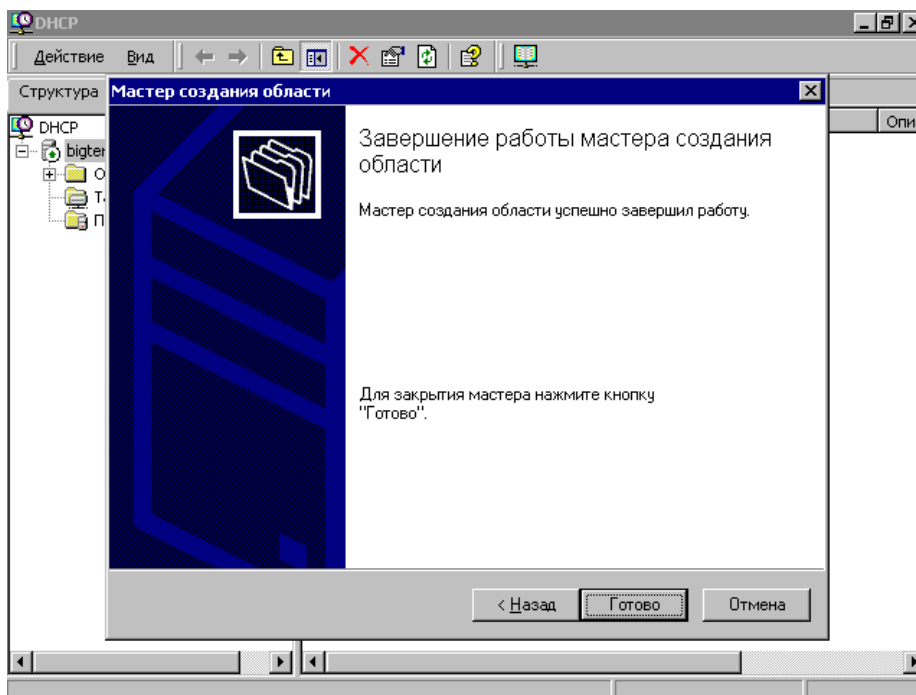 DHCP
Действие Вид
Структура
Мастер создания области
Опи
DHCP
bigter
О
П
Завершение работы мастера создания
области
Мастер создания области успешно завершил работу.
Для закрытия мастера нажмите кнопку
"Готово".
< Назад Готово Отмена